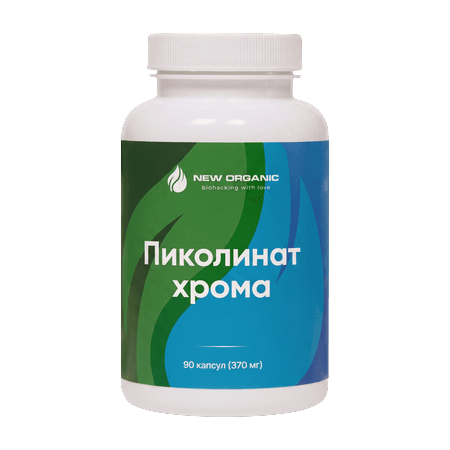 NEW ORGANIC
biohacking with love
Пиколинат
хрома
90 капсул (370 мг)